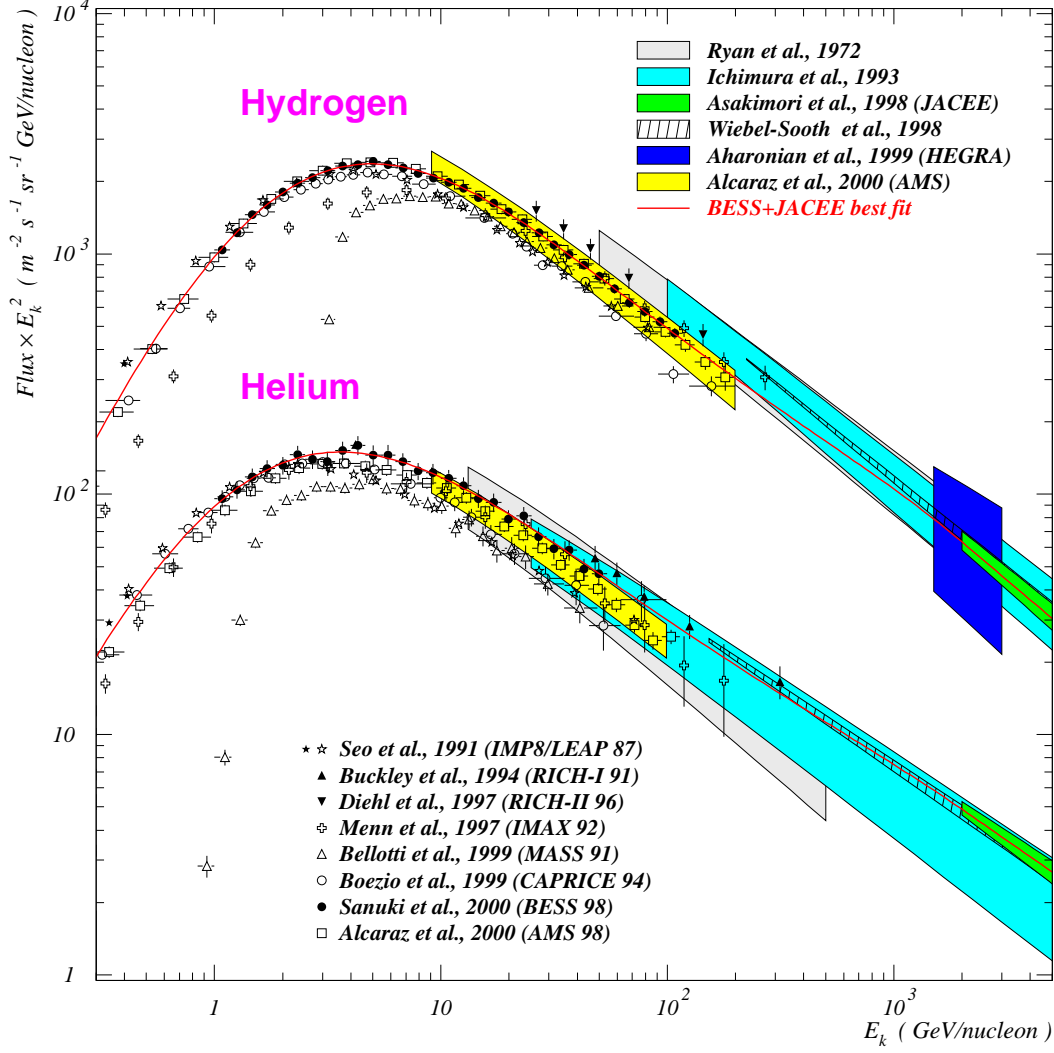 Flux × E_k^2 ( m^-2 s^-1 sr^-1 GeV/nucleon)
10^4
10^3
10^2
10
1
Hydrogen
Helium
Ryan et al., 1972
Ichimura et al., 1993
Asakimori et al., 1998 (JACEE)
Wiebel-Sooth et al., 1998
Aharonian et al., 1999 (HEGRA)
Alcaraz et al., 2000 (AMS)
BESS+JACEE best fit
Seo et al., 1991 (IMP8/LEAP 87)
Buckley et al., 1994 (RICH-I 91)
Diehl et al., 1997 (RICH-II 96)
Menn et al., 1997 (IMAX 92)
Bellotti et al., 1999 (MASS 91)
Boezio et al., 1999 (CAPRICE 94)
Sanuki et al., 2000 (BESS 98)
Alcaraz et al., 2000 (AMS 98)
1 10 10^2 10^3
E_k ( GeV/nucleon)